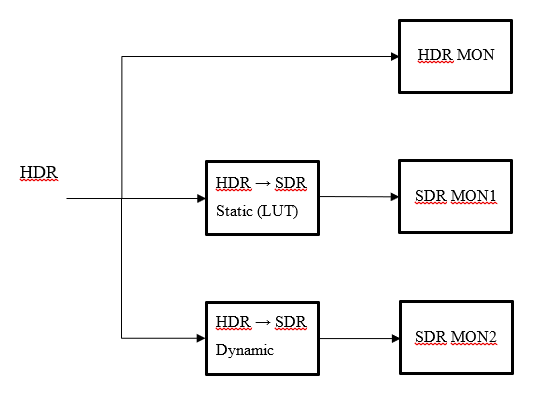 HDR MON
HDR
HDR → SDR
Static (LUT)
SDR MON1
HDR → SDR
Dynamic
SDR MON2